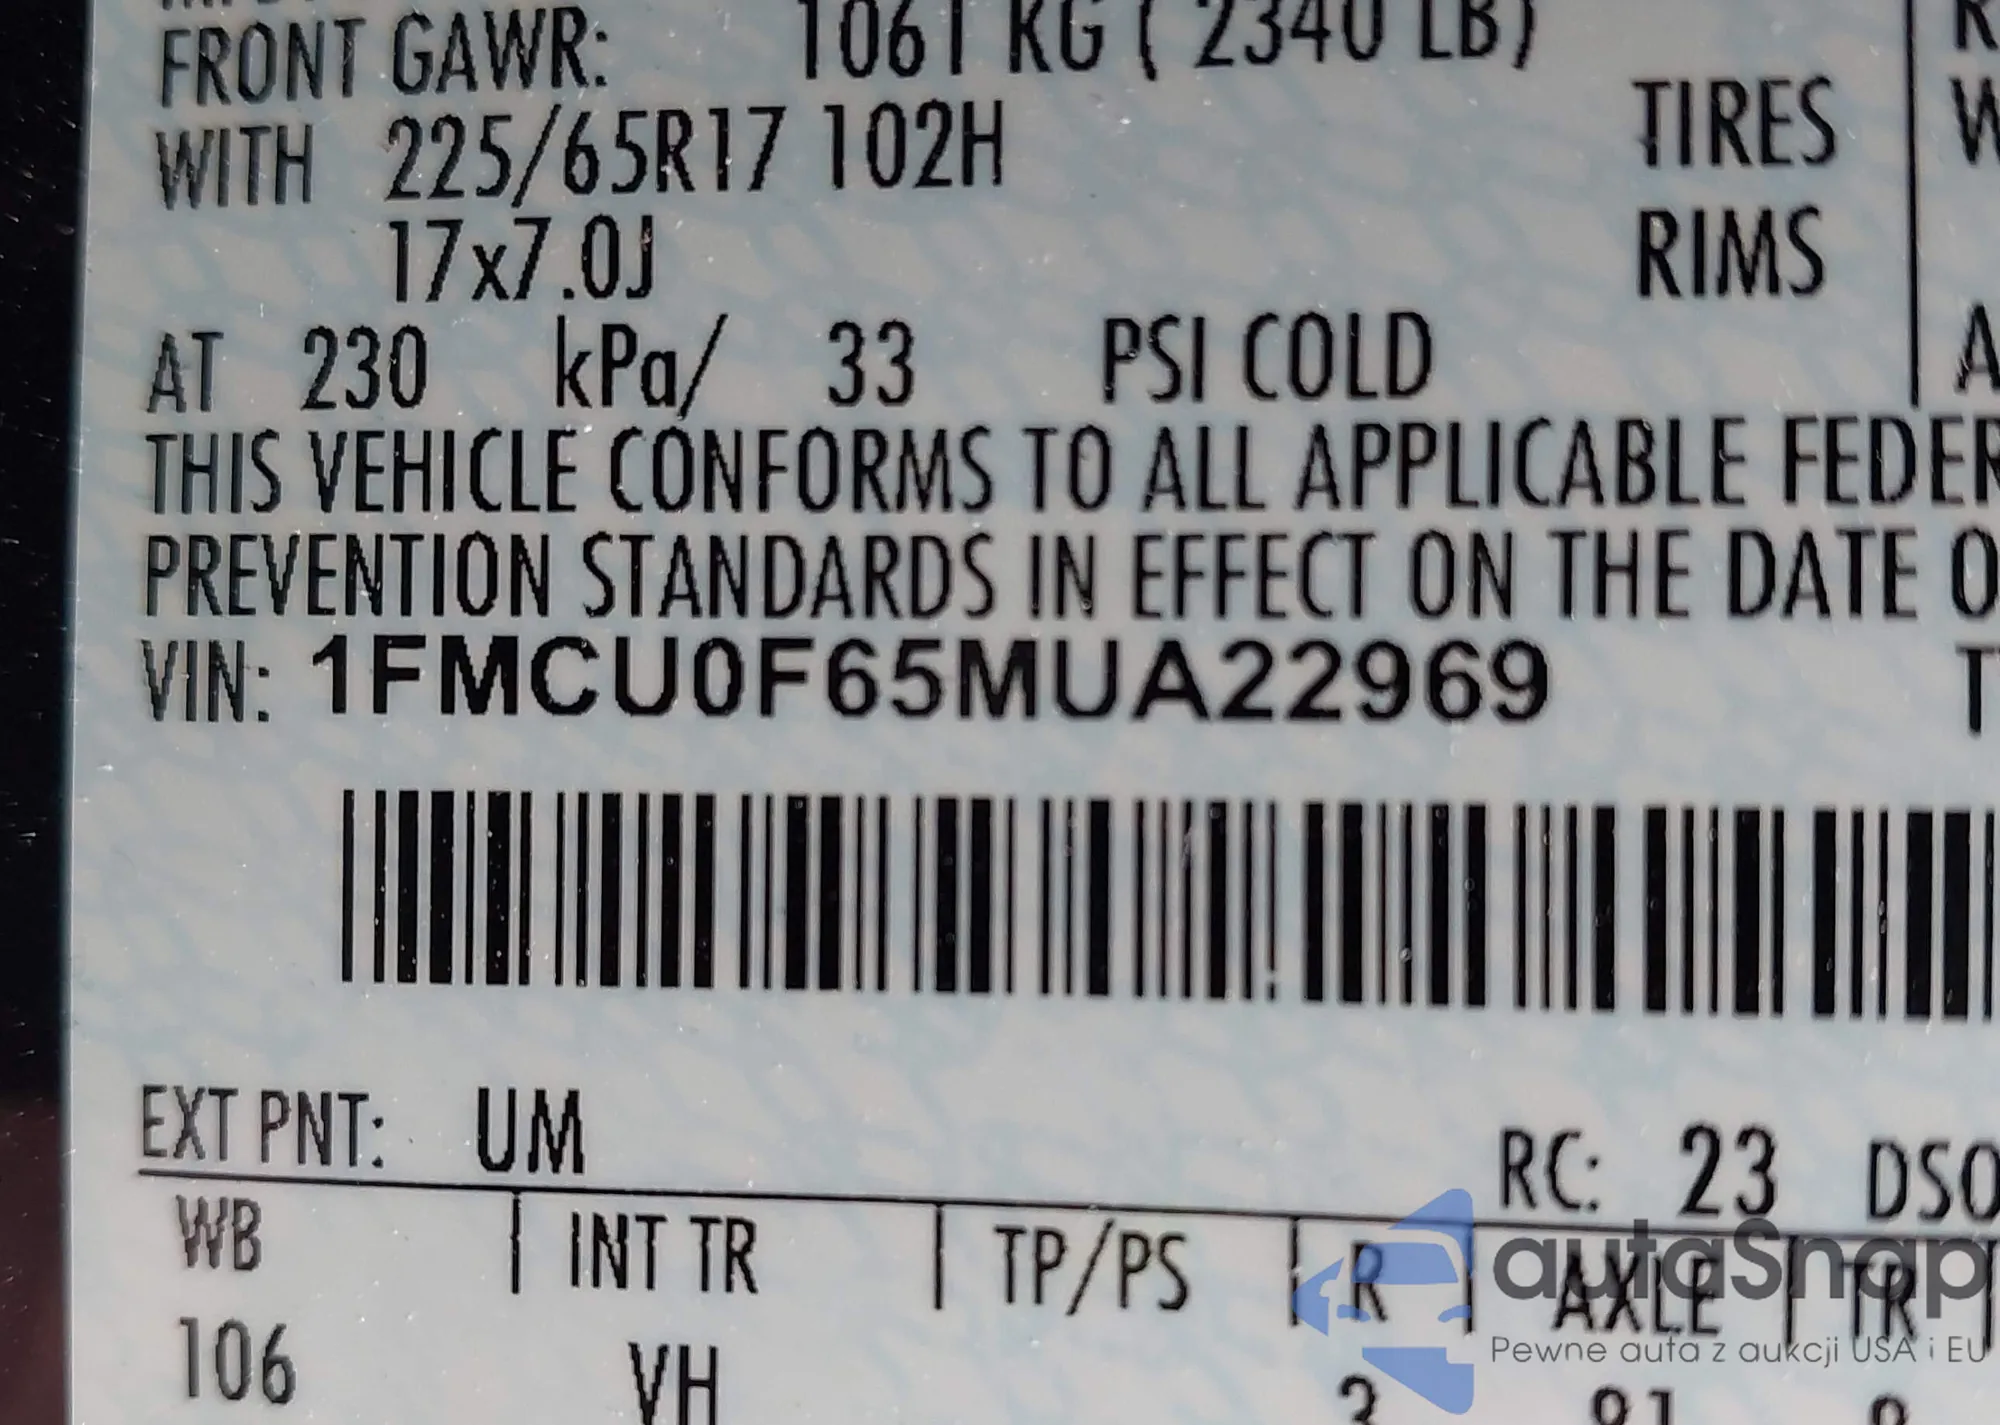 FRONT GAWR: 1061 KG ( 2340 LB)
WITH 225/65R17 102H TIRES
17x7.0J RIMS
AT 230 kPa/ 33 PSI COLD
THIS VEHICLE CONFORMS TO ALL APPLICABLE FEDER
PREVENTION STANDARDS IN EFFECT ON THE DATE O
VIN: 1FMCU0F65MUA22969
EXT PNT: UM RC: 23 DSO
WB INT TR TP/PS R AXLE TR
106 VH
autaSnap
Pewne auta z aukcji USA i EU